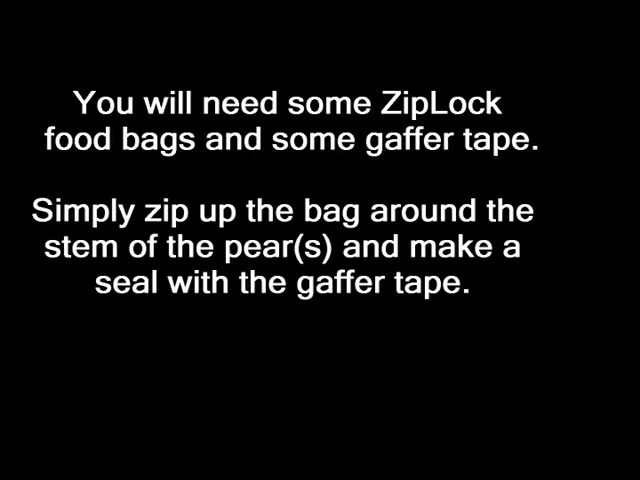 You will need some ZipLock
food bags and some gaffer tape.
Simply zip up the bag around the
stem of the pear(s) and make a
seal with the gaffer tape.